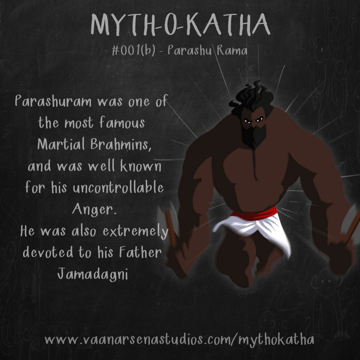 MYTH-O-KATHA
#001(b) - Parashu Rama
Parashuram was one of
the most famous
Martial Brahmins,
and was well known
for his uncontrollable
Anger.
He was also extremely
devoted to his Father
Jamadagni
www.vaanarsenastudios.com/mythokatha